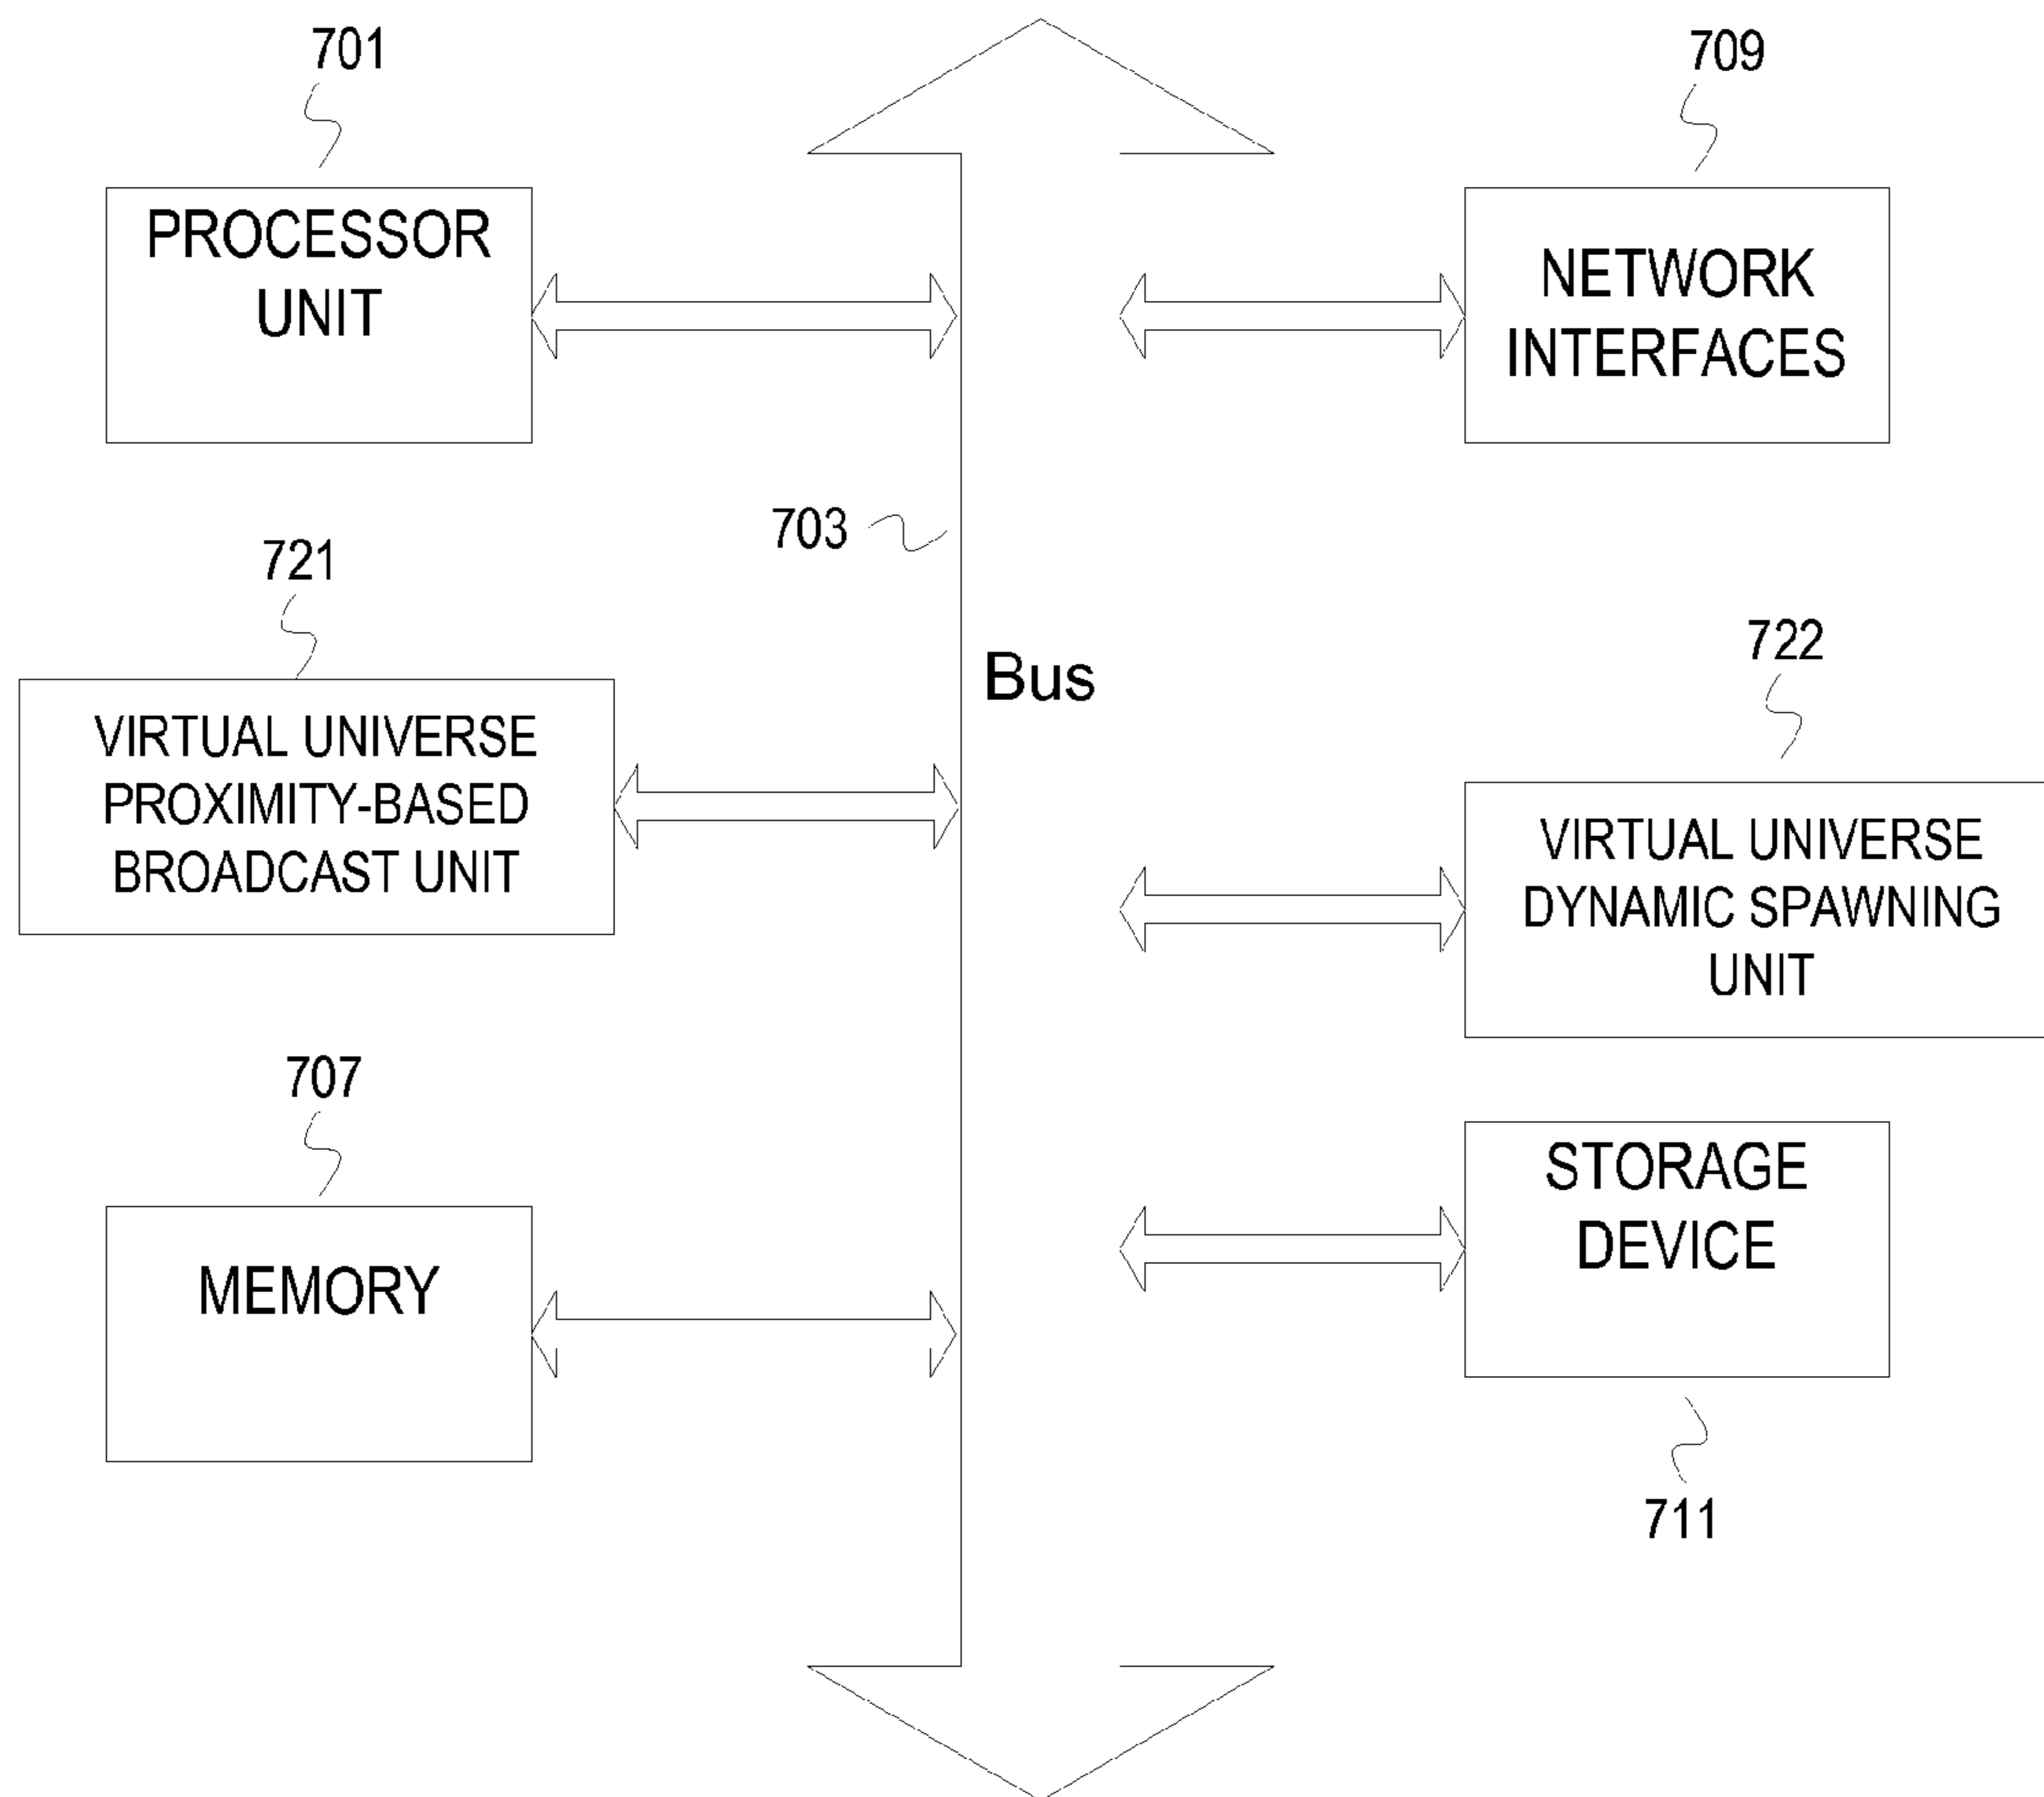 701
709
PROCESSOR
UNIT
NETWORK
INTERFACES
703
721
722
Bus
VIRTUAL UNIVERSE
PROXIMITY-BASED
BROADCAST UNIT
VIRTUAL UNIVERSE
DYNAMIC SPAWNING
UNIT
707
STORAGE
DEVICE
MEMORY
711